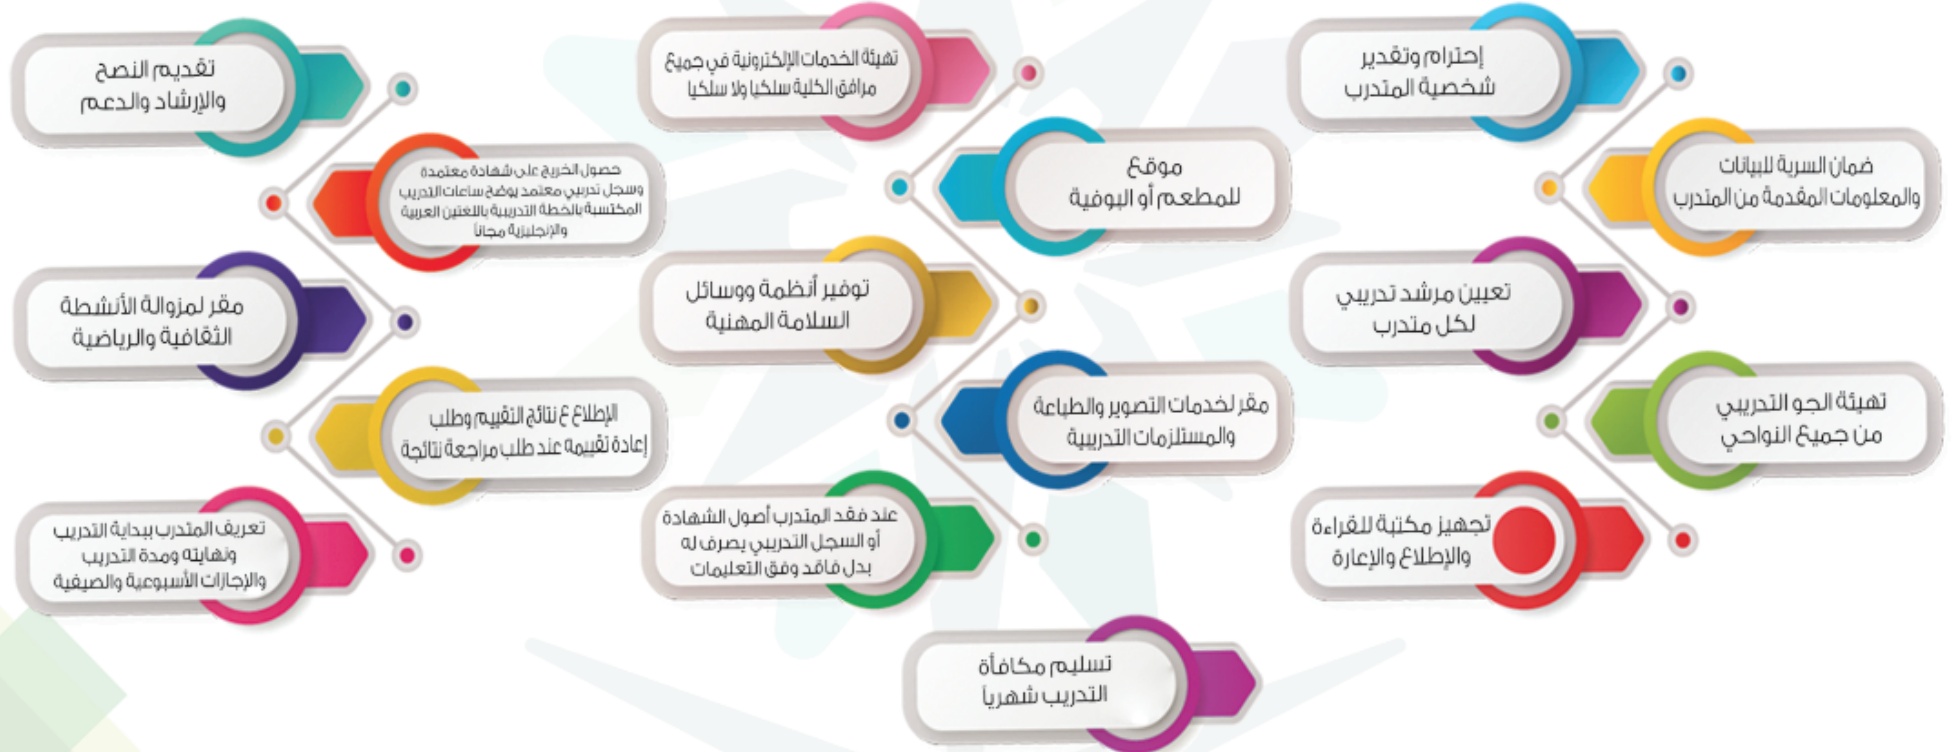 إحترام وتقدير
شخصية المتدرب
ضمان السرية للبيانات
والمعلومات المقدمة من المتدرب
تعيين مرشد تدريبي
لكل متدرب
تهيئة الجو التدريبي
من جميع النواحي
تجهيز مكتبة للقراءة
والإطلاع والإعارة
تهيئة الخدمات الإلكترونية في جميع
مرافق الكلية سلكيا ولا سلكيا
موقع
للمطعم أو البوفية
توفير أنظمة ووسائل
السلامة المهنية
مقر لخدمات التصوير والطباعة
والمستلزمات التدريبية
عند فقد المتدرب أصول الشهادة
أو السجل التدريبي يصرف له
بدل فاقد وفق التعليمات
تقديم النصح
والإرشاد والدعم
حصول الخريج على شهادة معتمدة
وسجل تدريبي معتمد يوضح ساعات التدريب
المكتسبة بالخطة التدريبية باللغتين العربية
والإنجليزية مجاناً
مقر لمزوالة الأنشطة
الثقافية والرياضية
الإطلاع ع نتائج التقييم وطلب
إعادة تقييمه عند طلب مراجعة نتائجة
تعريف المتدرب ببداية التدريب
ونهايته ومدة التدريب
والإجازات الأسبوعية والصيفية
تسليم مكافأة
التدريب شهرياً